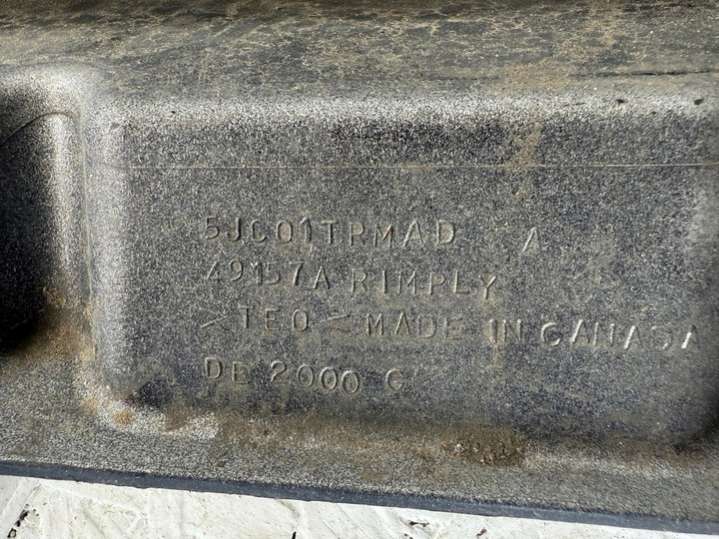 5JC01TRMAD A
49157A RIMPLY
>TEO< MADE IN CANADA
DE 2000 G